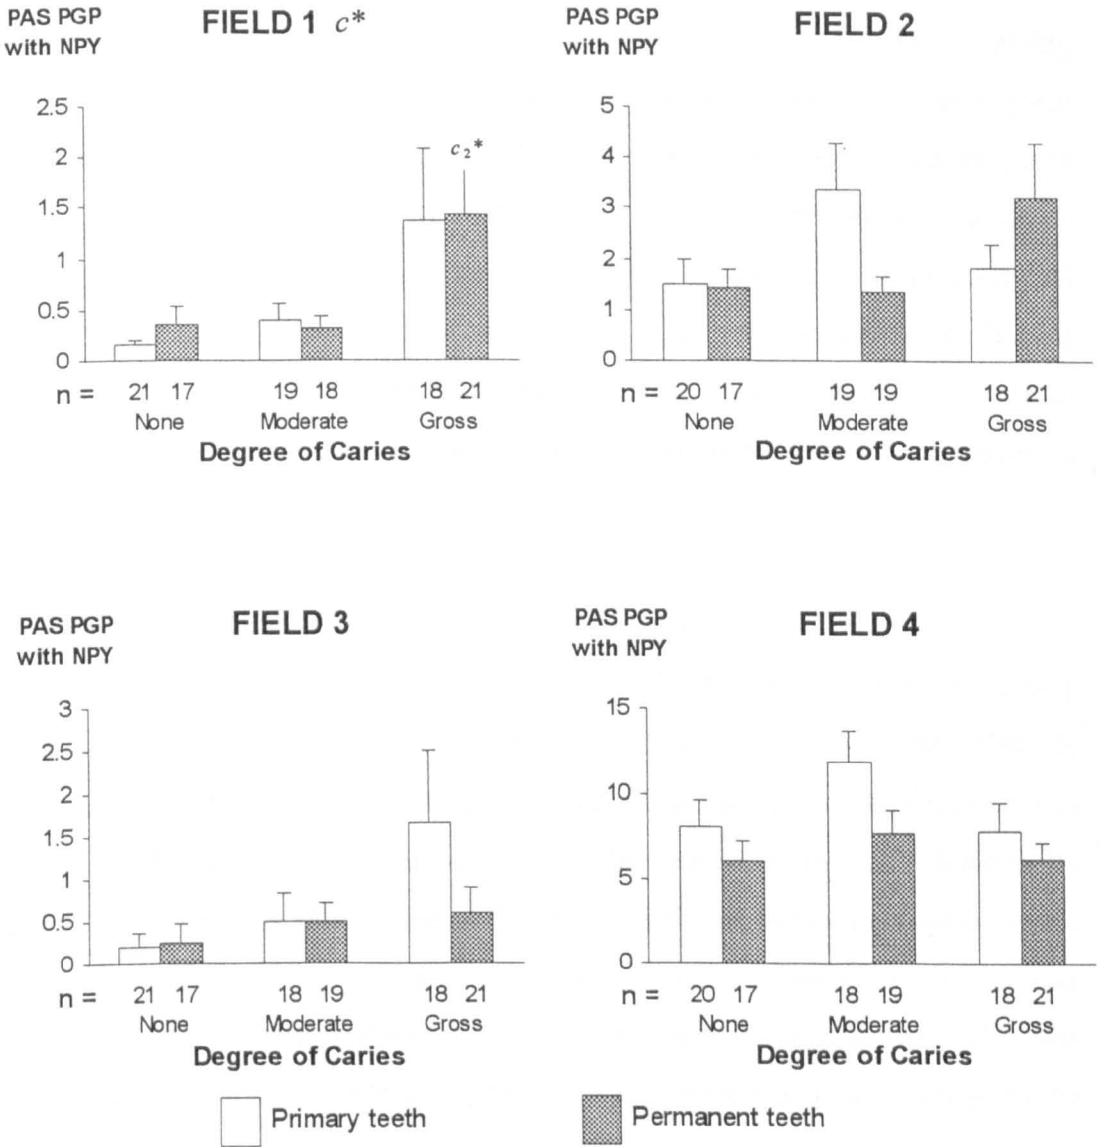 PAS PGP
with NPY
FIELD 1 c*
2.5
2
1.5
1
0.5
0
c₂*
n = 21 17 19 18 18 21
None Moderate Gross
Degree of Caries
PAS PGP
with NPY
FIELD 2
5
4
3
2
1
0
n = 20 17 19 19 18 21
None Moderate Gross
Degree of Caries
PAS PGP
with NPY
FIELD 3
3
2.5
2
1.5
1
0.5
0
n = 21 17 18 19 18 21
None Moderate Gross
Degree of Caries
PAS PGP
with NPY
FIELD 4
15
10
5
0
n = 20 17 18 19 18 21
None Moderate Gross
Degree of Caries
Primary teeth
Permanent teeth